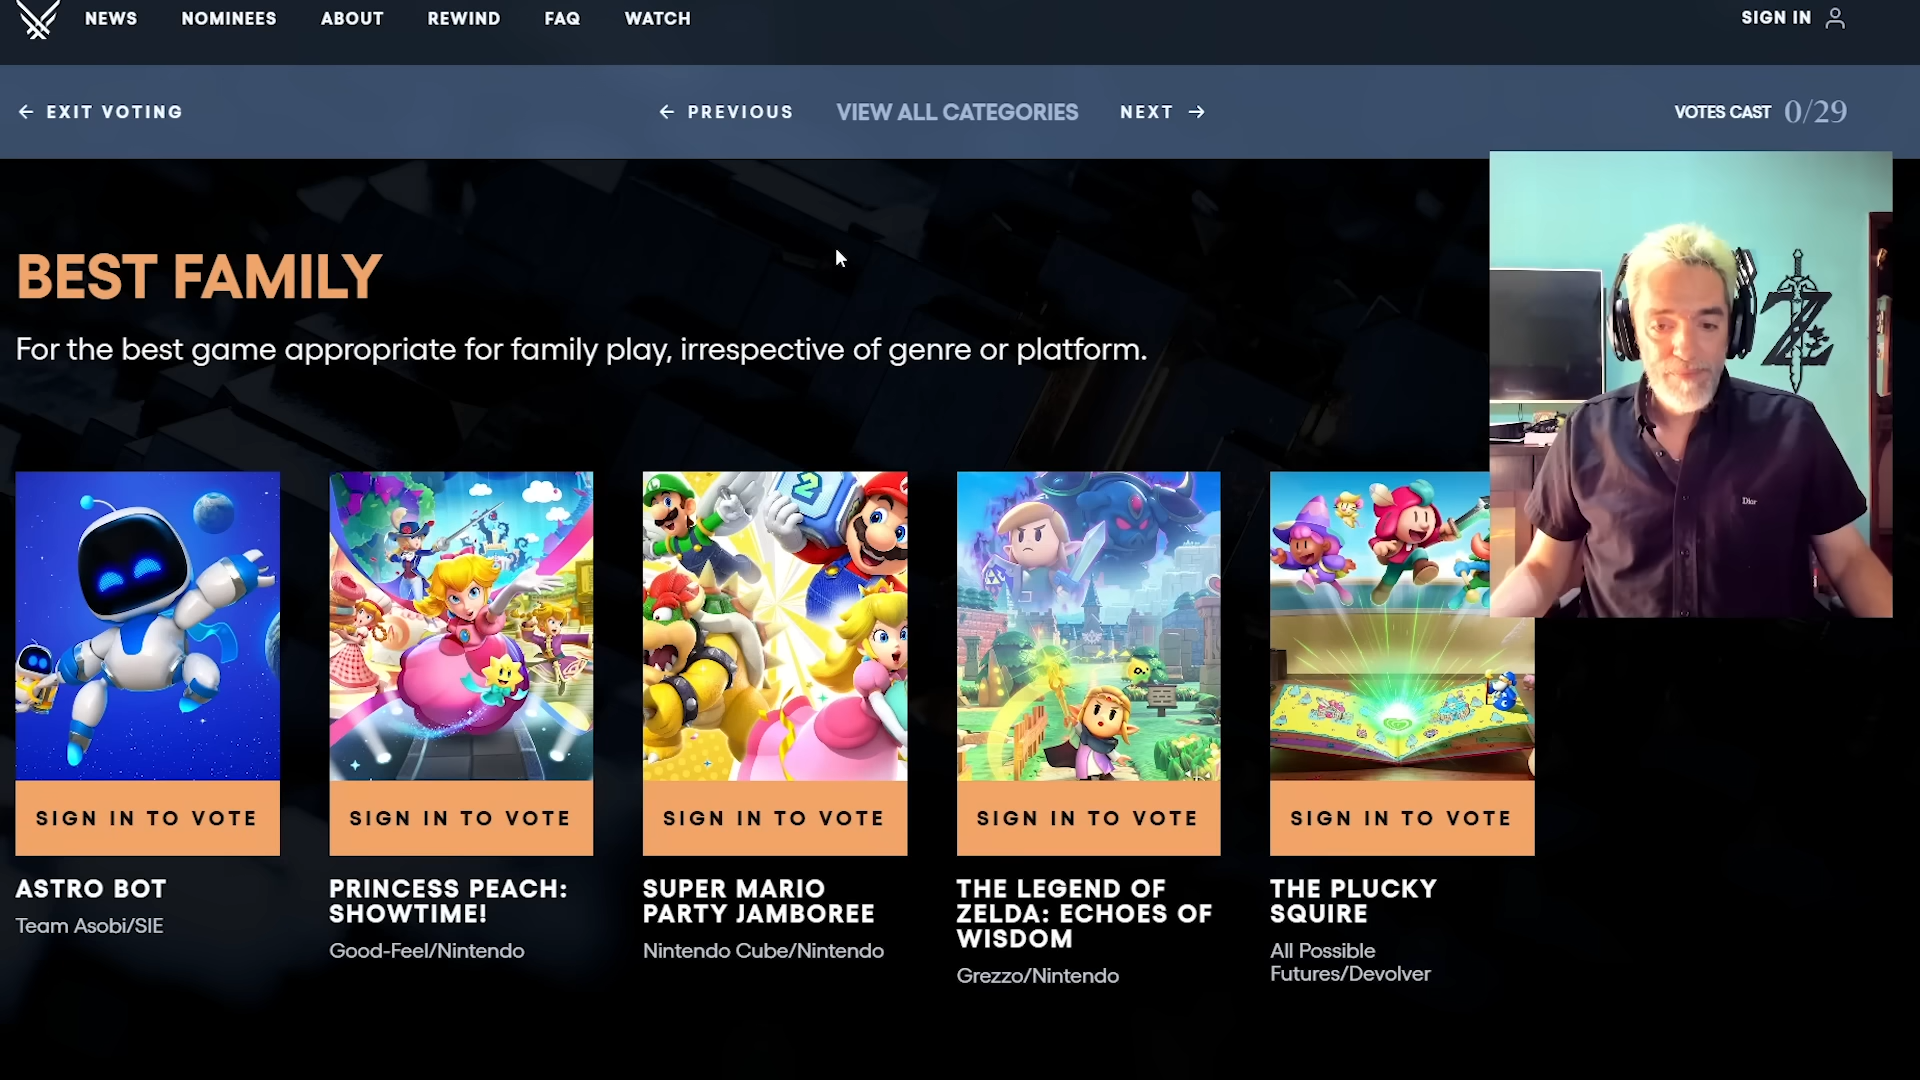 NEWS NOMINEES ABOUT REWIND FAQ WATCH SIGN IN
EXIT VOTING PREVIOUS VIEW ALL CATEGORIES NEXT VOTES CAST 0/29
BEST FAMILY
For the best game appropriate for family play, irrespective of genre or platform.
Dior
2
SIGN IN TO VOTE SIGN IN TO VOTE SIGN IN TO VOTE SIGN IN TO VOTE SIGN IN TO VOTE
ASTRO BOT
Team Asobi/SIE
PRINCESS PEACH:
SHOWTIME!
Good-Feel/Nintendo
SUPER MARIO
PARTY JAMBOREE
Nintendo Cube/Nintendo
THE LEGEND OF
ZELDA: ECHOES OF
WISDOM
Grezzo/Nintendo
THE PLUCKY
SQUIRE
All Possible
Futures/Devolver
Z